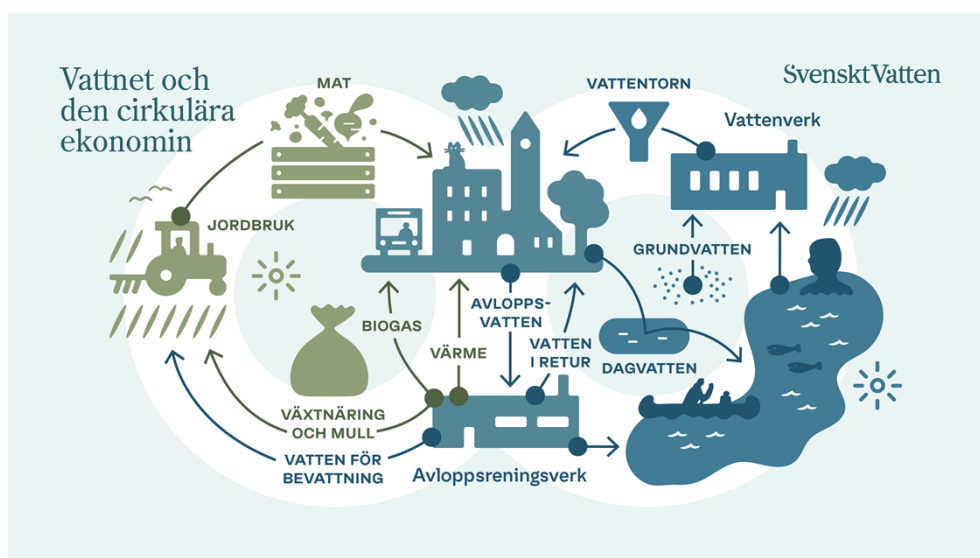 Vattnet och
den cirkulära
ekonomin
MAT
VATTENTORN
SvensktVatten
Vattenverk
JORDBRUK
GRUNDVATTEN
AVLOPPS-
VATTEN
BIOGAS
VÄRME
VATTEN
I RETUR
DAGVATTEN
VÄXTNÄRING
OCH MULL
VATTEN FÖR
BEVATTNING
Avloppsreningsverk